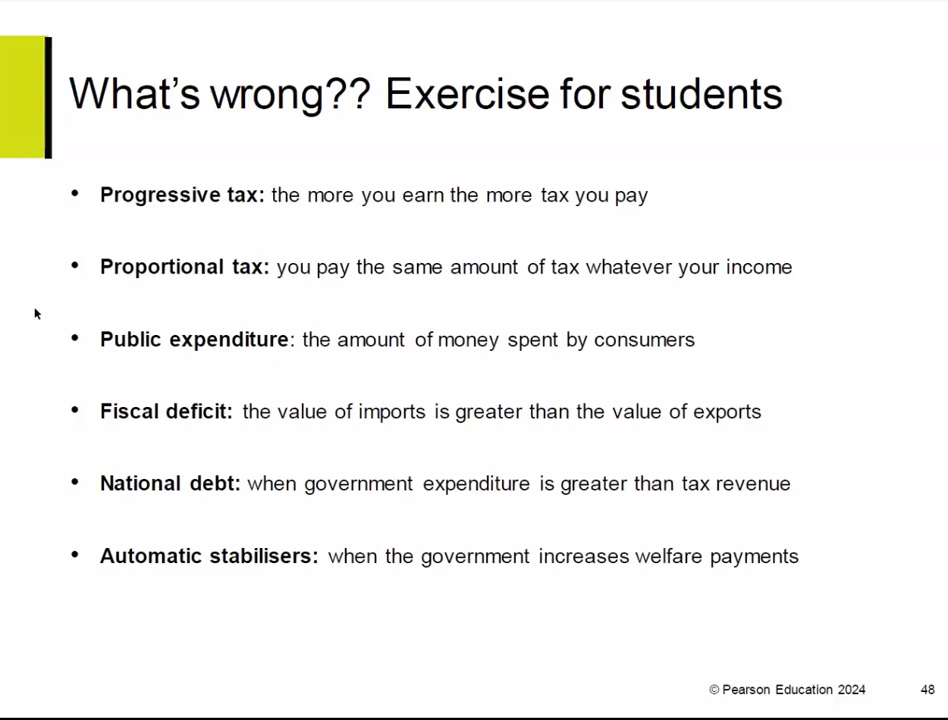 What's wrong?? Exercise for students
• Progressive tax: the more you earn the more tax you pay
• Proportional tax: you pay the same amount of tax whatever your income
• Public expenditure: the amount of money spent by consumers
• Fiscal deficit: the value of imports is greater than the value of exports
• National debt: when government expenditure is greater than tax revenue
• Automatic stabilisers: when the government increases welfare payments
© Pearson Education 2024 48